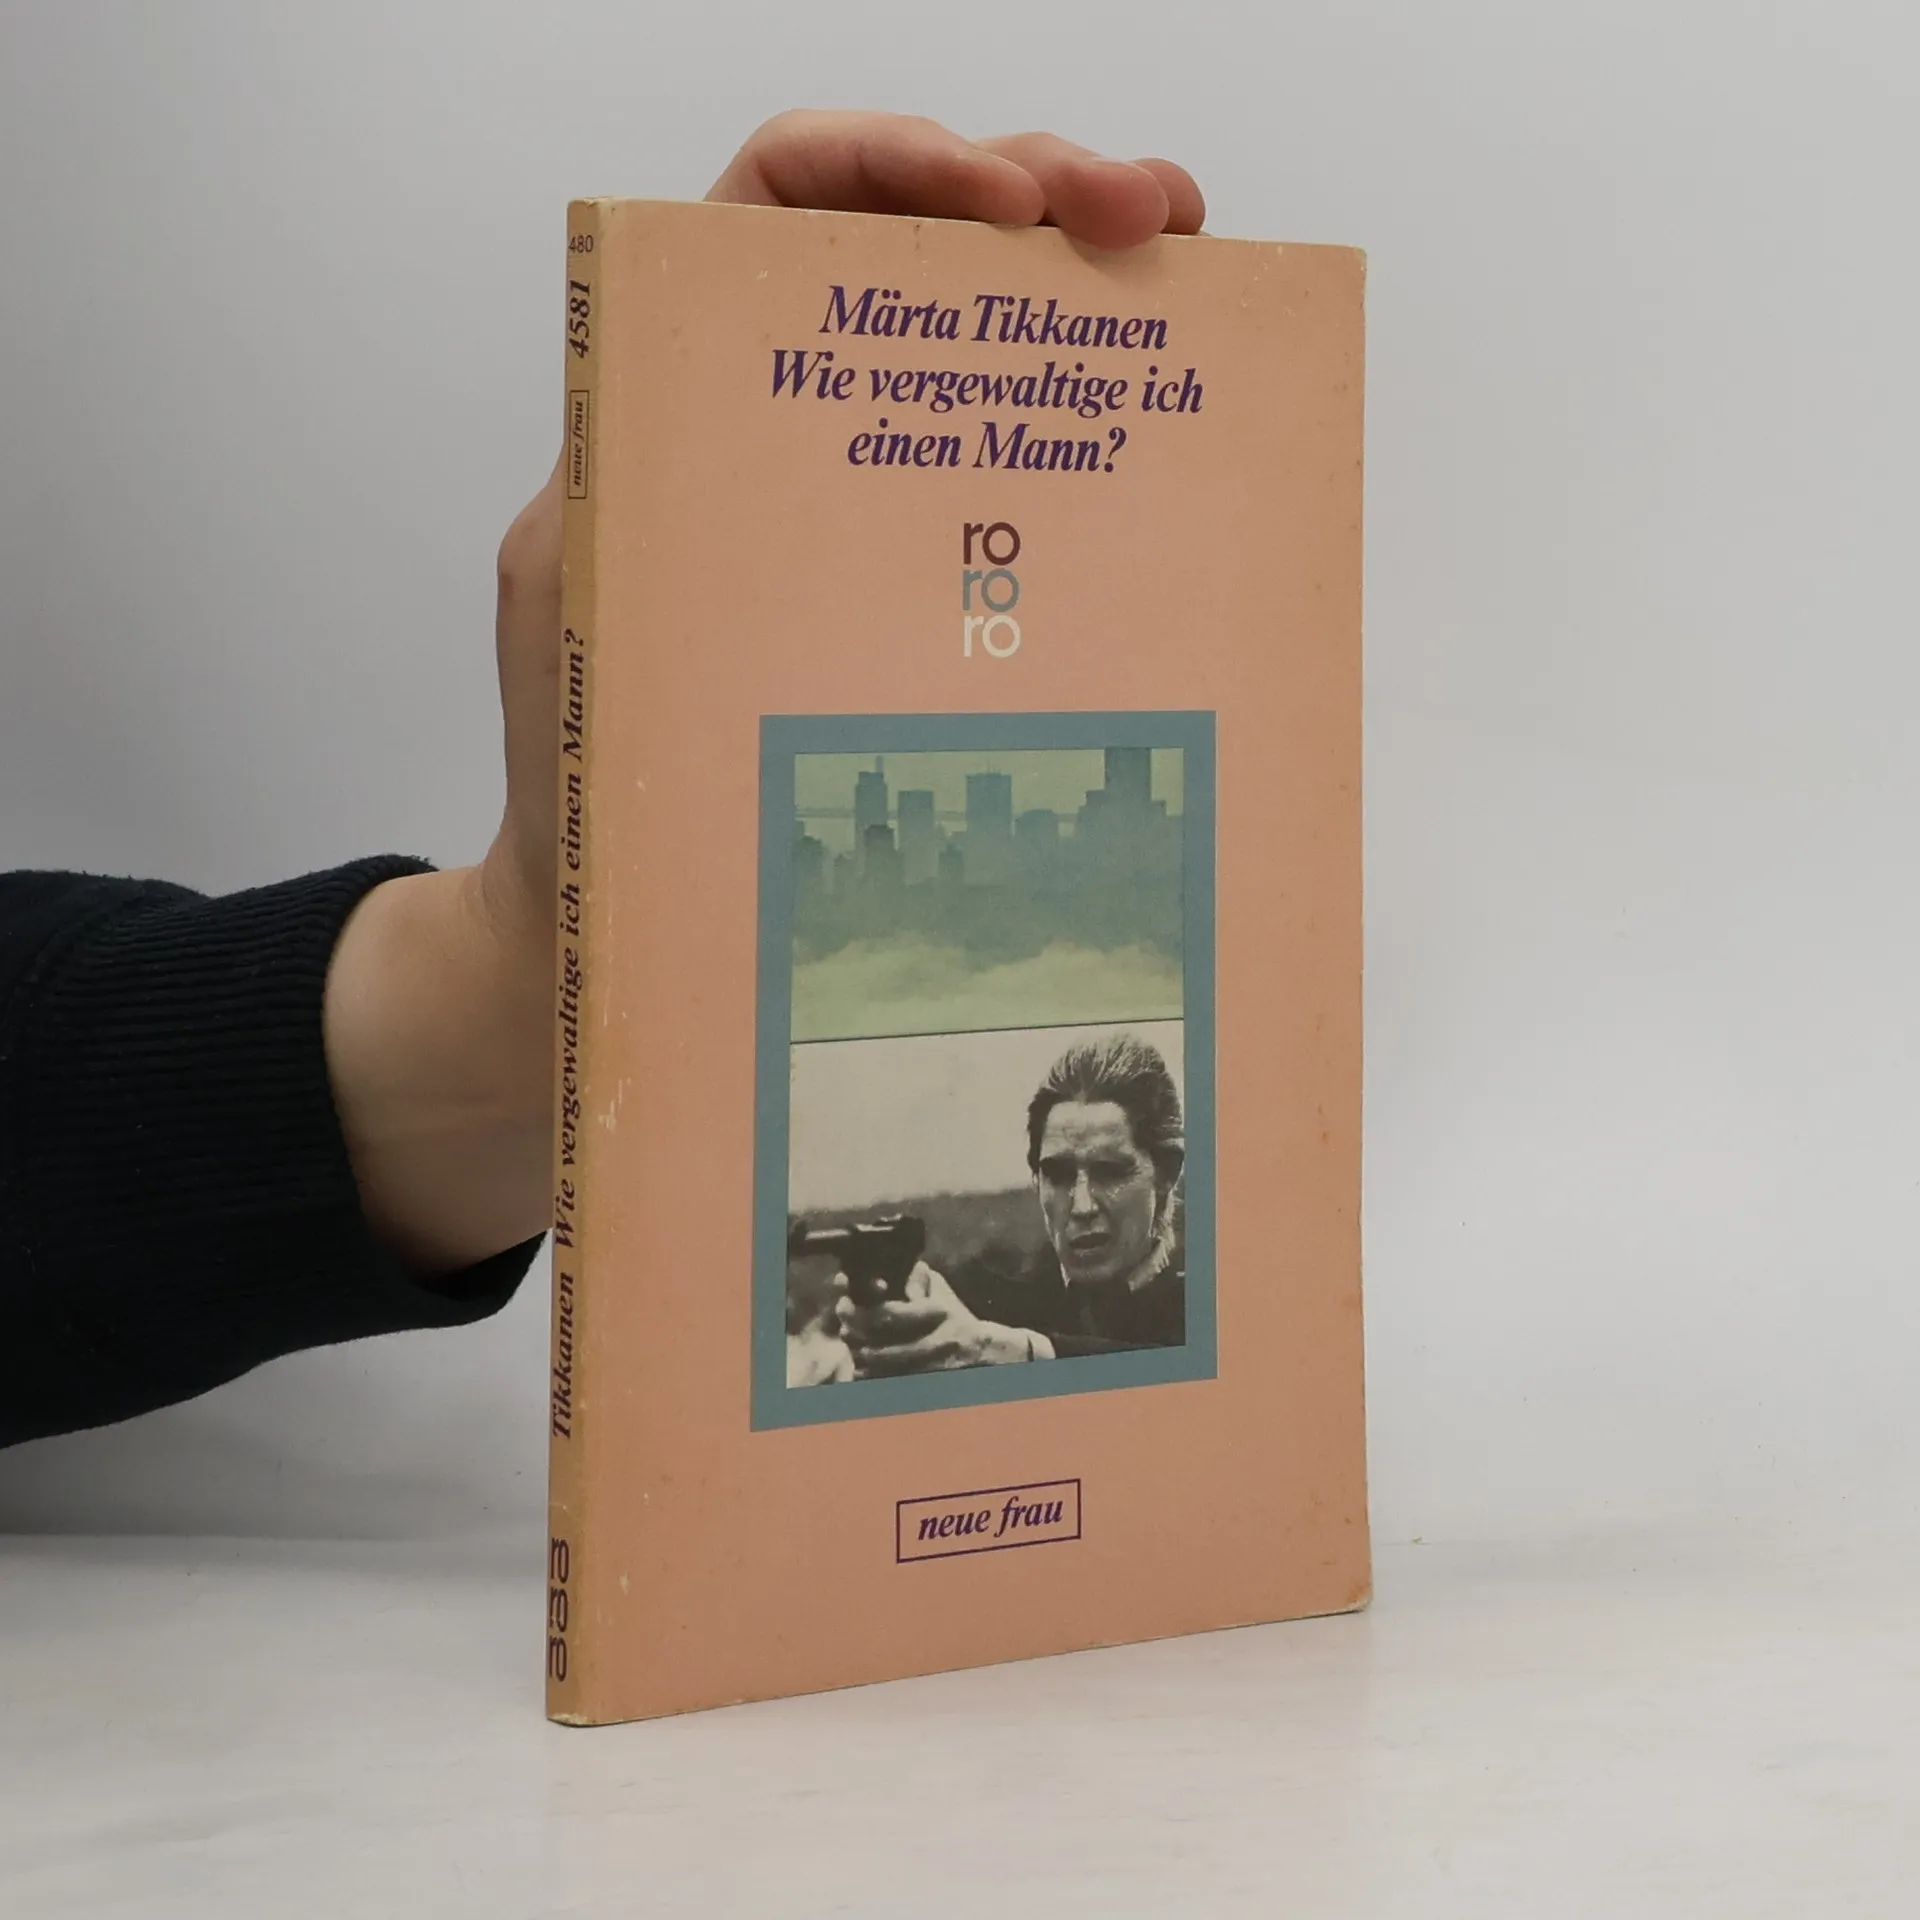 Märta Tikkanen
Wie vergewaltige ich
einen Mann?
ro
ro
ro
neue frau
480
4581
neue frau
Tikkanen Wie vergewaltige ich einen Mann?
ro
ro
ro